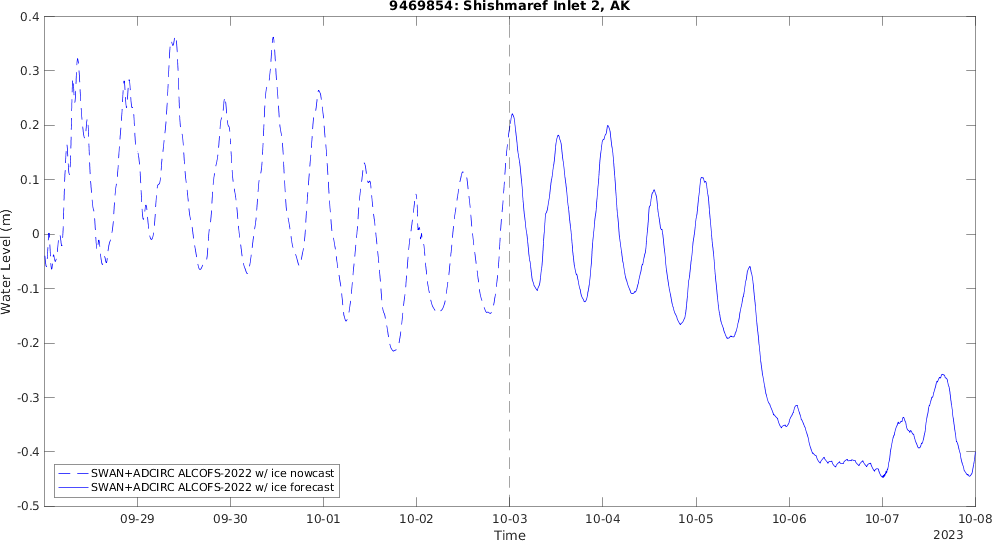 9469854: Shishmaref Inlet 2, AK
0.4
0.3
0.2
0.1
0
-0.1
-0.2
-0.3
-0.4
-0.5
Water Level (m)
SWAN+ADCIRC ALCOFS-2022 w/ ice nowcast
SWAN+ADCIRC ALCOFS-2022 w/ ice forecast
09-29 09-30 10-01 10-02 10-03 10-04 10-05 10-06 10-07 10-08
Time
2023